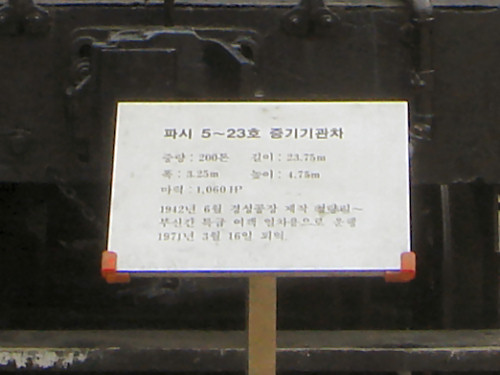 파시 5~23호 증기기관차
중량 : 200톤 길이 : 23.75m
폭 : 3.25m 높이 : 4.75m
마력 : 1,060 HP
1942년 6월 경성공장 제작 청량리~
부산간 특급 여객 열차용으로 운행
1971년 3월 16일 퇴역.